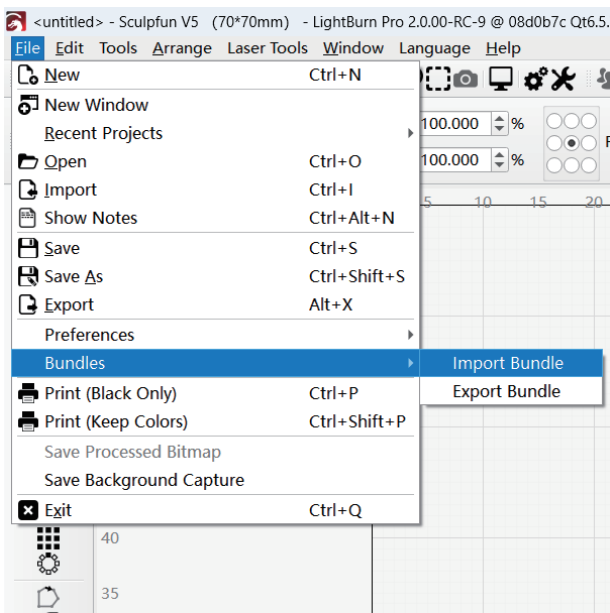 <untitled> - Sculpfun V5 (70*70mm) - LightBurn Pro 2.0.00-RC-9 @ 08d0b7c Qt6.5.
File Edit Tools Arrange Laser Tools Window Language Help
New Ctrl+N
New Window
Recent Projects
Open Ctrl+O
Import Ctrl+I
Show Notes Ctrl+Alt+N
Save Ctrl+S
Save As Ctrl+Shift+S
Export Alt+X
Preferences
Bundles
Print (Black Only) Ctrl+P
Print (Keep Colors) Ctrl+Shift+P
Save Processed Bitmap
Save Background Capture
Exit Ctrl+Q
Import Bundle
Export Bundle
100.000 %
100.000 %
5 10 15 20
40
35